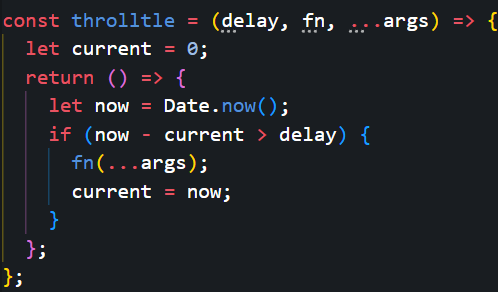 const throlltle = (delay, fn, ...args) => {
  let current = 0;
  return () => {
    let now = Date.now();
    if (now - current > delay) {
      fn(...args);
      current = now;
    }
  };
};